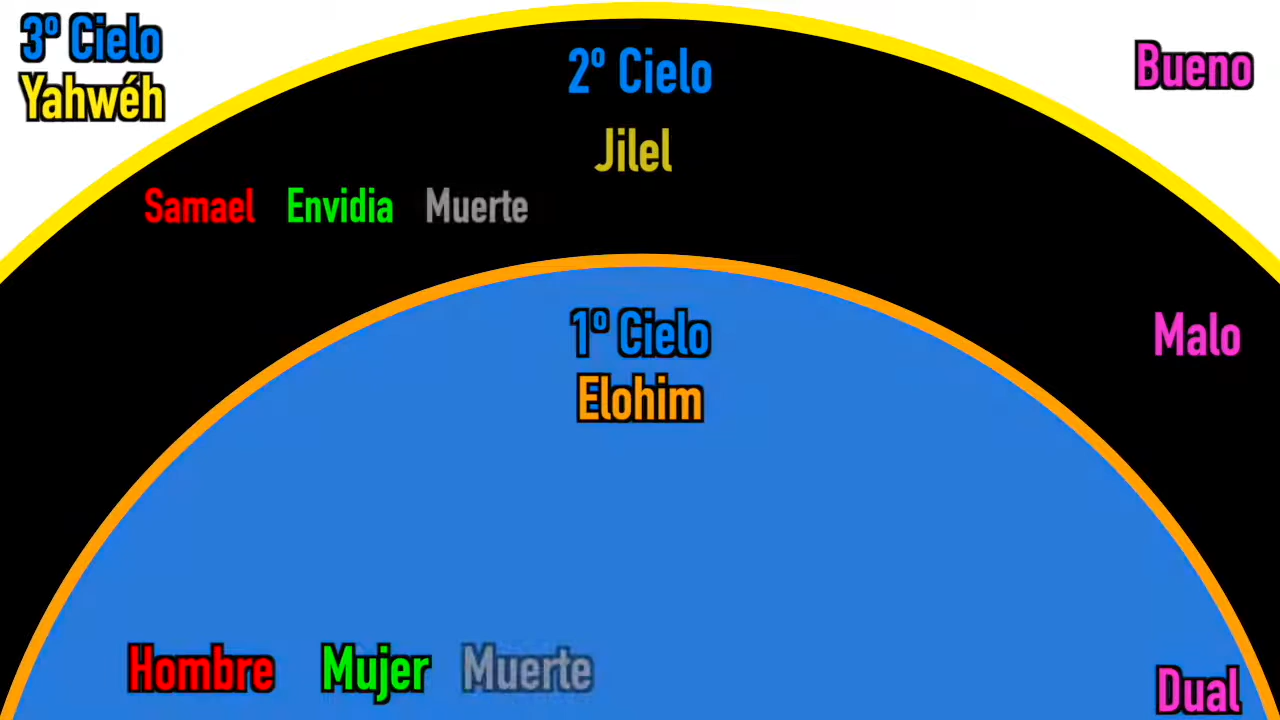 3º Cielo
Yahwéh
2º Cielo
Bueno
Jilel
Samael Envidia Muerte
1º Cielo
Malo
Elohim
Hombre Mujer Muerte
Dual